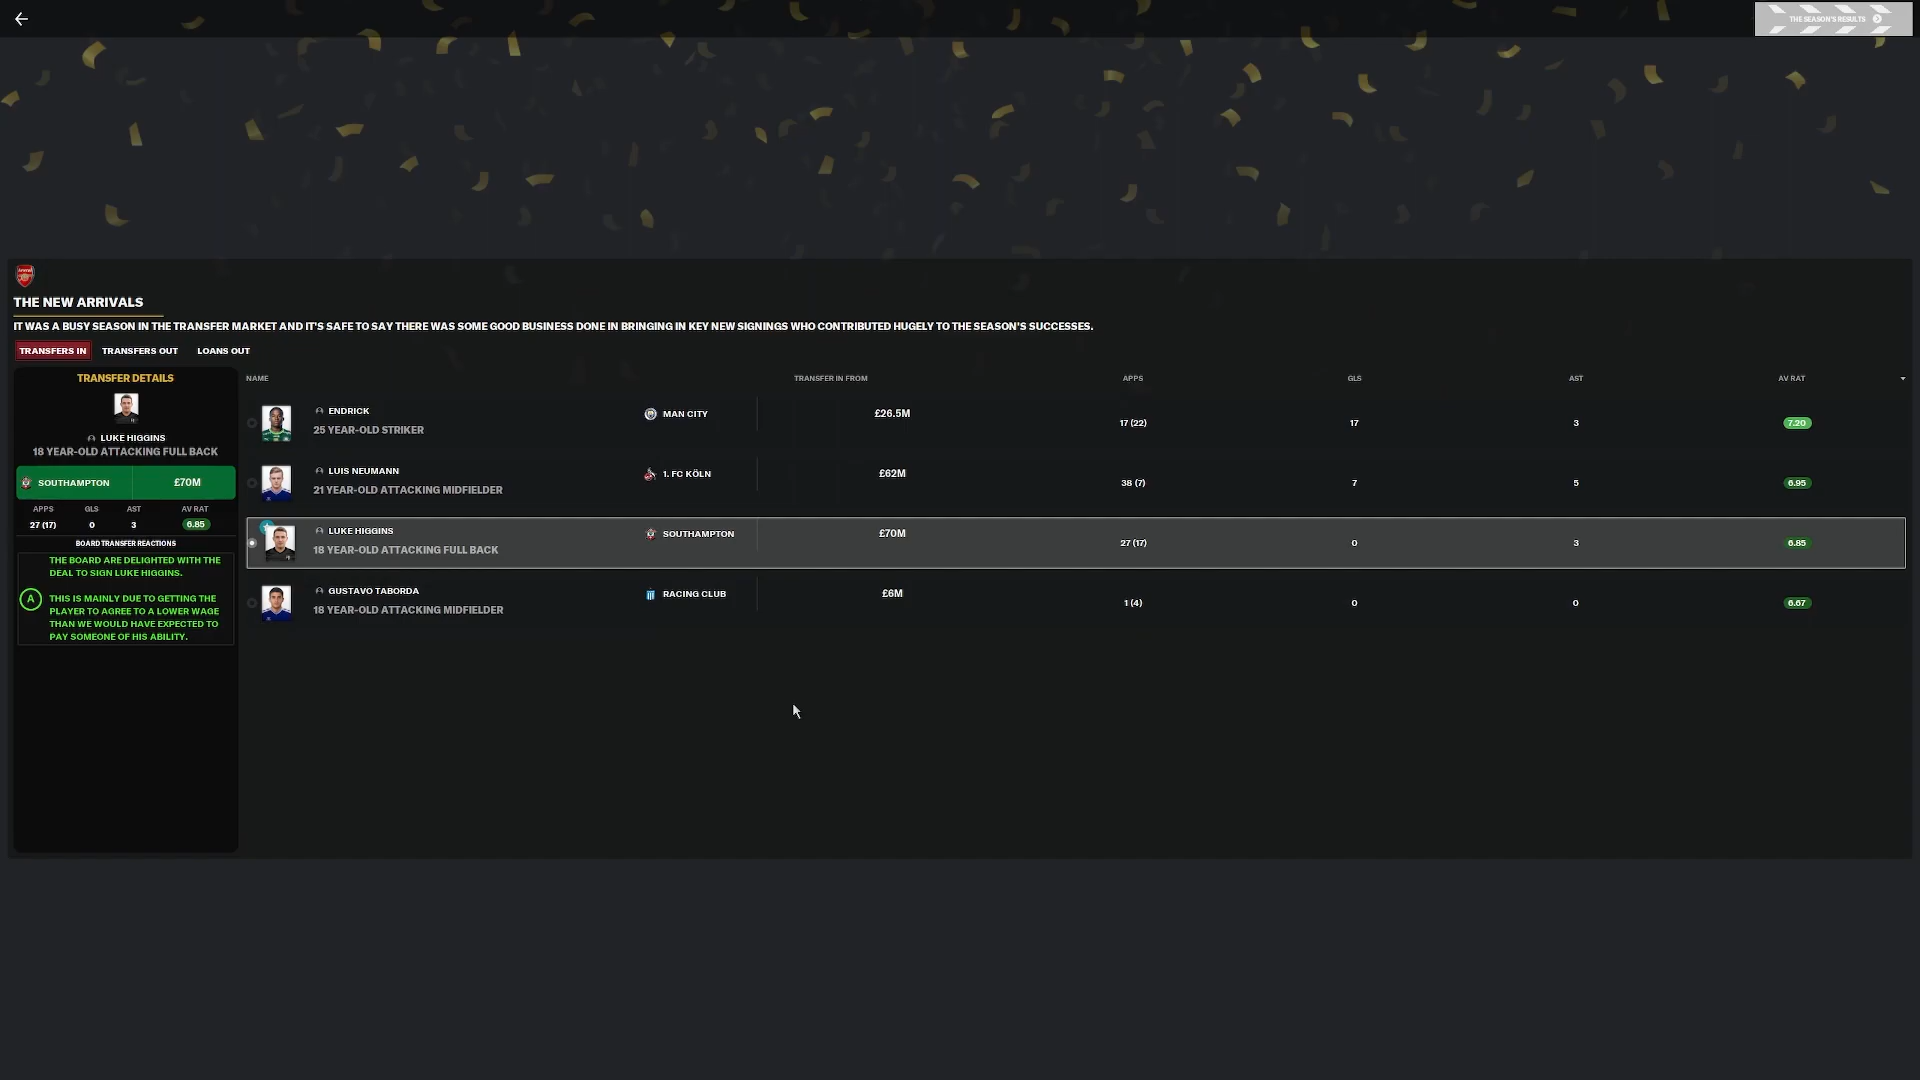 THE SEASON'S RESULTS
Arsenal
THE NEW ARRIVALS
IT WAS A BUSY SEASON IN THE TRANSFER MARKET AND IT'S SAFE TO SAY THERE WAS SOME GOOD BUSINESS DONE IN BRINGING IN KEY NEW SIGNINGS WHO CONTRIBUTED HUGELY TO THE SEASON'S SUCCESSES.
TRANSFERS IN TRANSFERS OUT LOANS OUT
TRANSFER DETAILS
LUKE HIGGINS
18 YEAR-OLD ATTACKING FULL BACK
SOUTHAMPTON £70M
APPS GLS AST AV RAT
27 (17) 0 3 6.85
BOARD TRANSFER REACTIONS
THE BOARD ARE DELIGHTED WITH THE
DEAL TO SIGN LUKE HIGGINS.
A
THIS IS MAINLY DUE TO GETTING THE
PLAYER TO AGREE TO A LOWER WAGE
THAN WE WOULD HAVE EXPECTED TO
PAY SOMEONE OF HIS ABILITY.
NAME TRANSFER IN FROM APPS GLS AST AV RAT
ENDRICK MAN CITY £26.5M
25 YEAR-OLD STRIKER 17 (22) 17 3 7.20
LUIS NEUMANN 1. FC KÖLN £62M
21 YEAR-OLD ATTACKING MIDFIELDER 38 (7) 7 5 6.95
LUKE HIGGINS SOUTHAMPTON £70M
18 YEAR-OLD ATTACKING FULL BACK 27 (17) 0 3 6.85
GUSTAVO TABORDA RACING CLUB £6M
18 YEAR-OLD ATTACKING MIDFIELDER 1 (4) 0 0 6.67